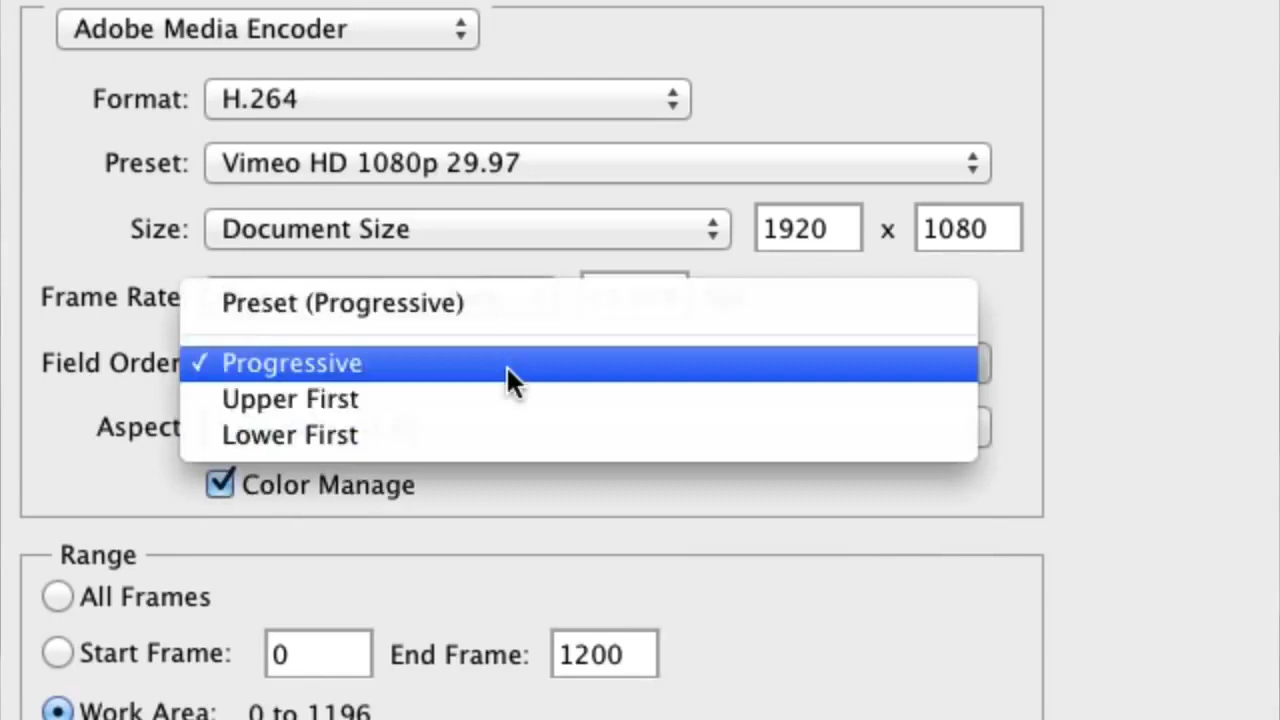 Adobe Media Encoder
Format: H.264
Preset: Vimeo HD 1080p 29.97
Size: Document Size 1920 x 1080
Frame Rate
Preset (Progressive)
Field Order ✓ Progressive
Upper First
Lower First
Aspect
Color Manage
Range
All Frames
Start Frame: 0 End Frame: 1200
Work Area: 0 to 1196